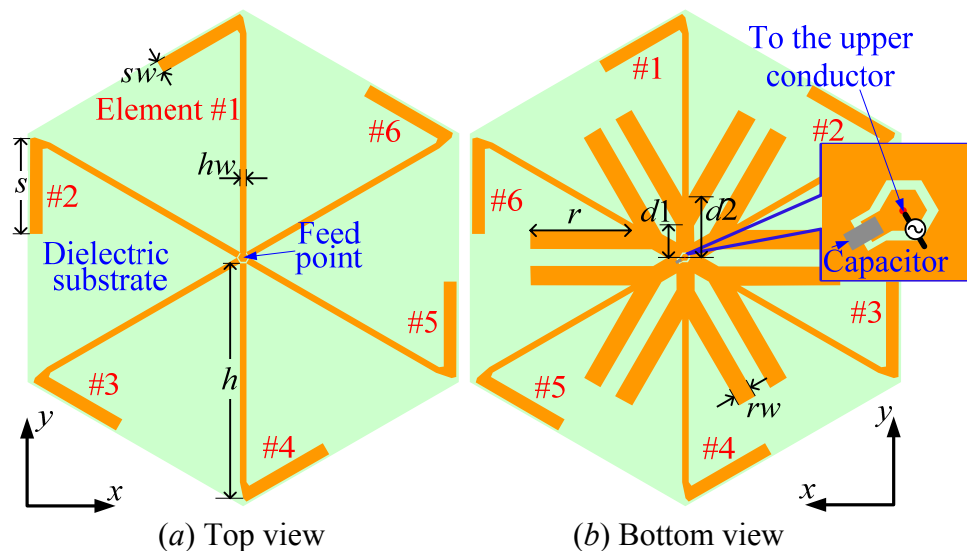 sw
Element #1
#6
hw
s
#2
Dielectric
substrate
Feed
point
#5
h
#3
#4
y
x
(a) Top view
To the upper
conductor
#1
#2
#6
r
d1
d2
Capacitor
#3
#5
rw
#4
y
x
(b) Bottom view